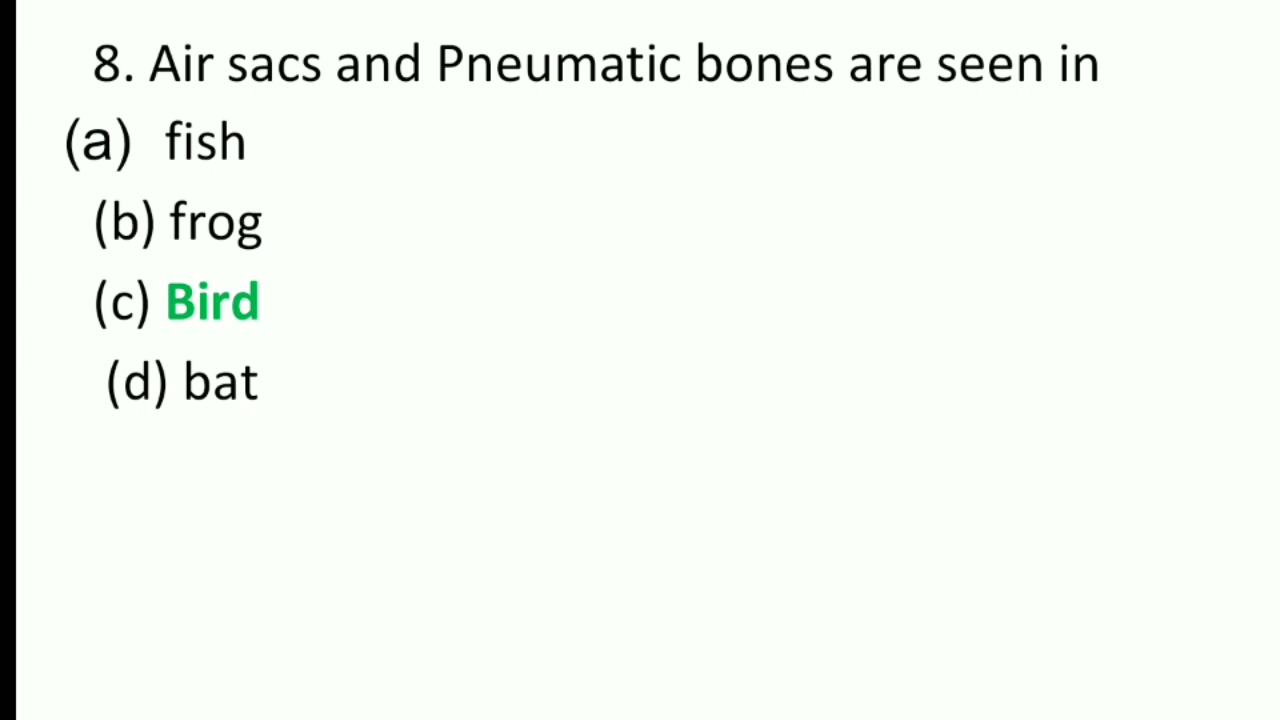 8. Air sacs and Pneumatic bones are seen in
(a) fish
(b) frog
(c) Bird
(d) bat